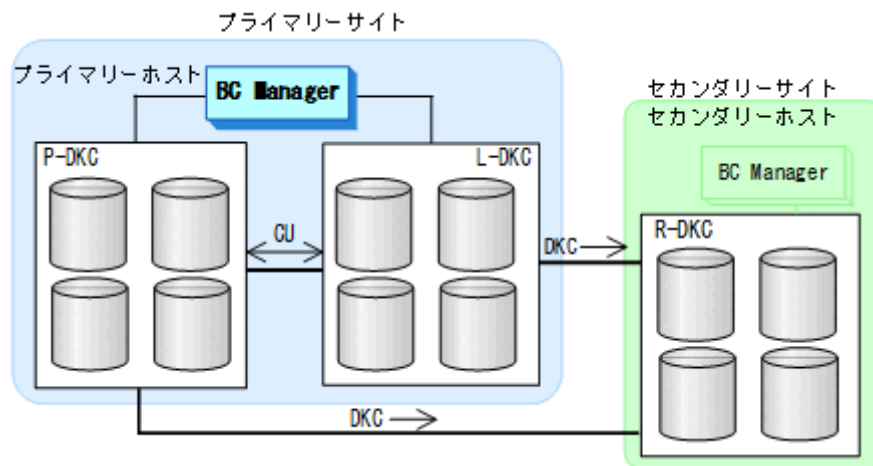 プライマリーサイト
プライマリーホスト
BC Manager
セカンダリーサイト
セカンダリーホスト
BC Manager
P-DKC
L-DKC
R-DKC
CU
DKC
DKC